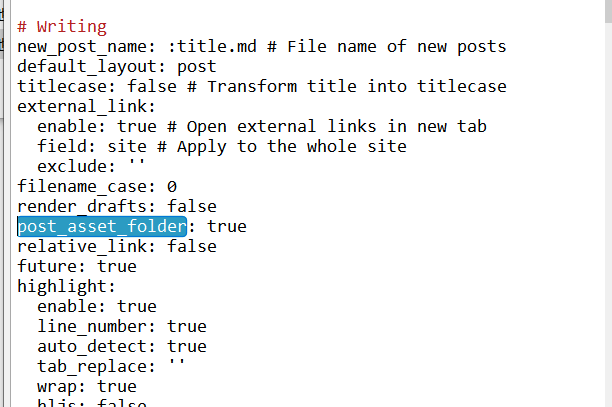 # Writing
new_post_name: :title.md # File name of new posts
default_layout: post
titlecase: false # Transform title into titlecase
external_link:
  enable: true # Open external links in new tab
  field: site # Apply to the whole site
  exclude: ''
filename_case: 0
render_drafts: false
post_asset_folder: true
relative_link: false
future: true
highlight:
  enable: true
  line_number: true
  auto_detect: true
  tab_replace: ''
  wrap: true
  hljs: false